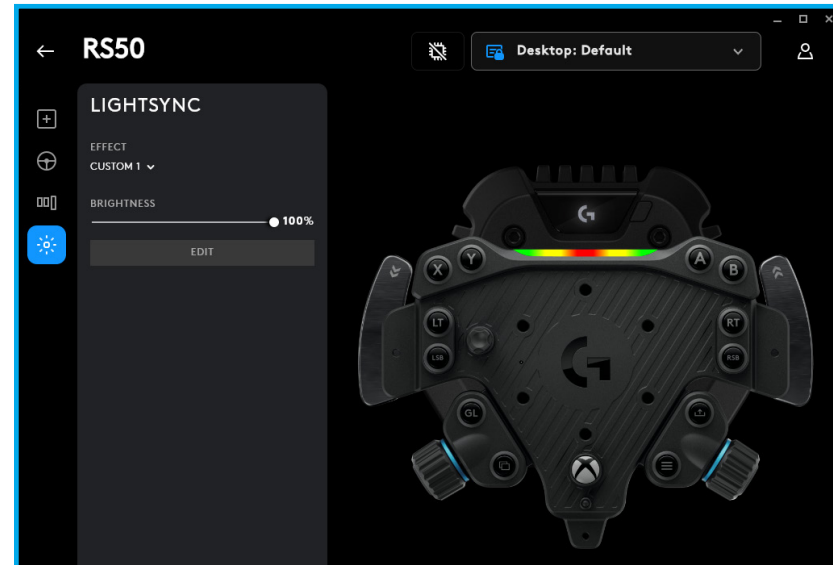 RS50
Desktop: Default
LIGHTSYNC
EFFECT
CUSTOM 1
BRIGHTNESS
100%
EDIT
G
X
Y
A
B
LT
RT
LSB
RSB
G
GL